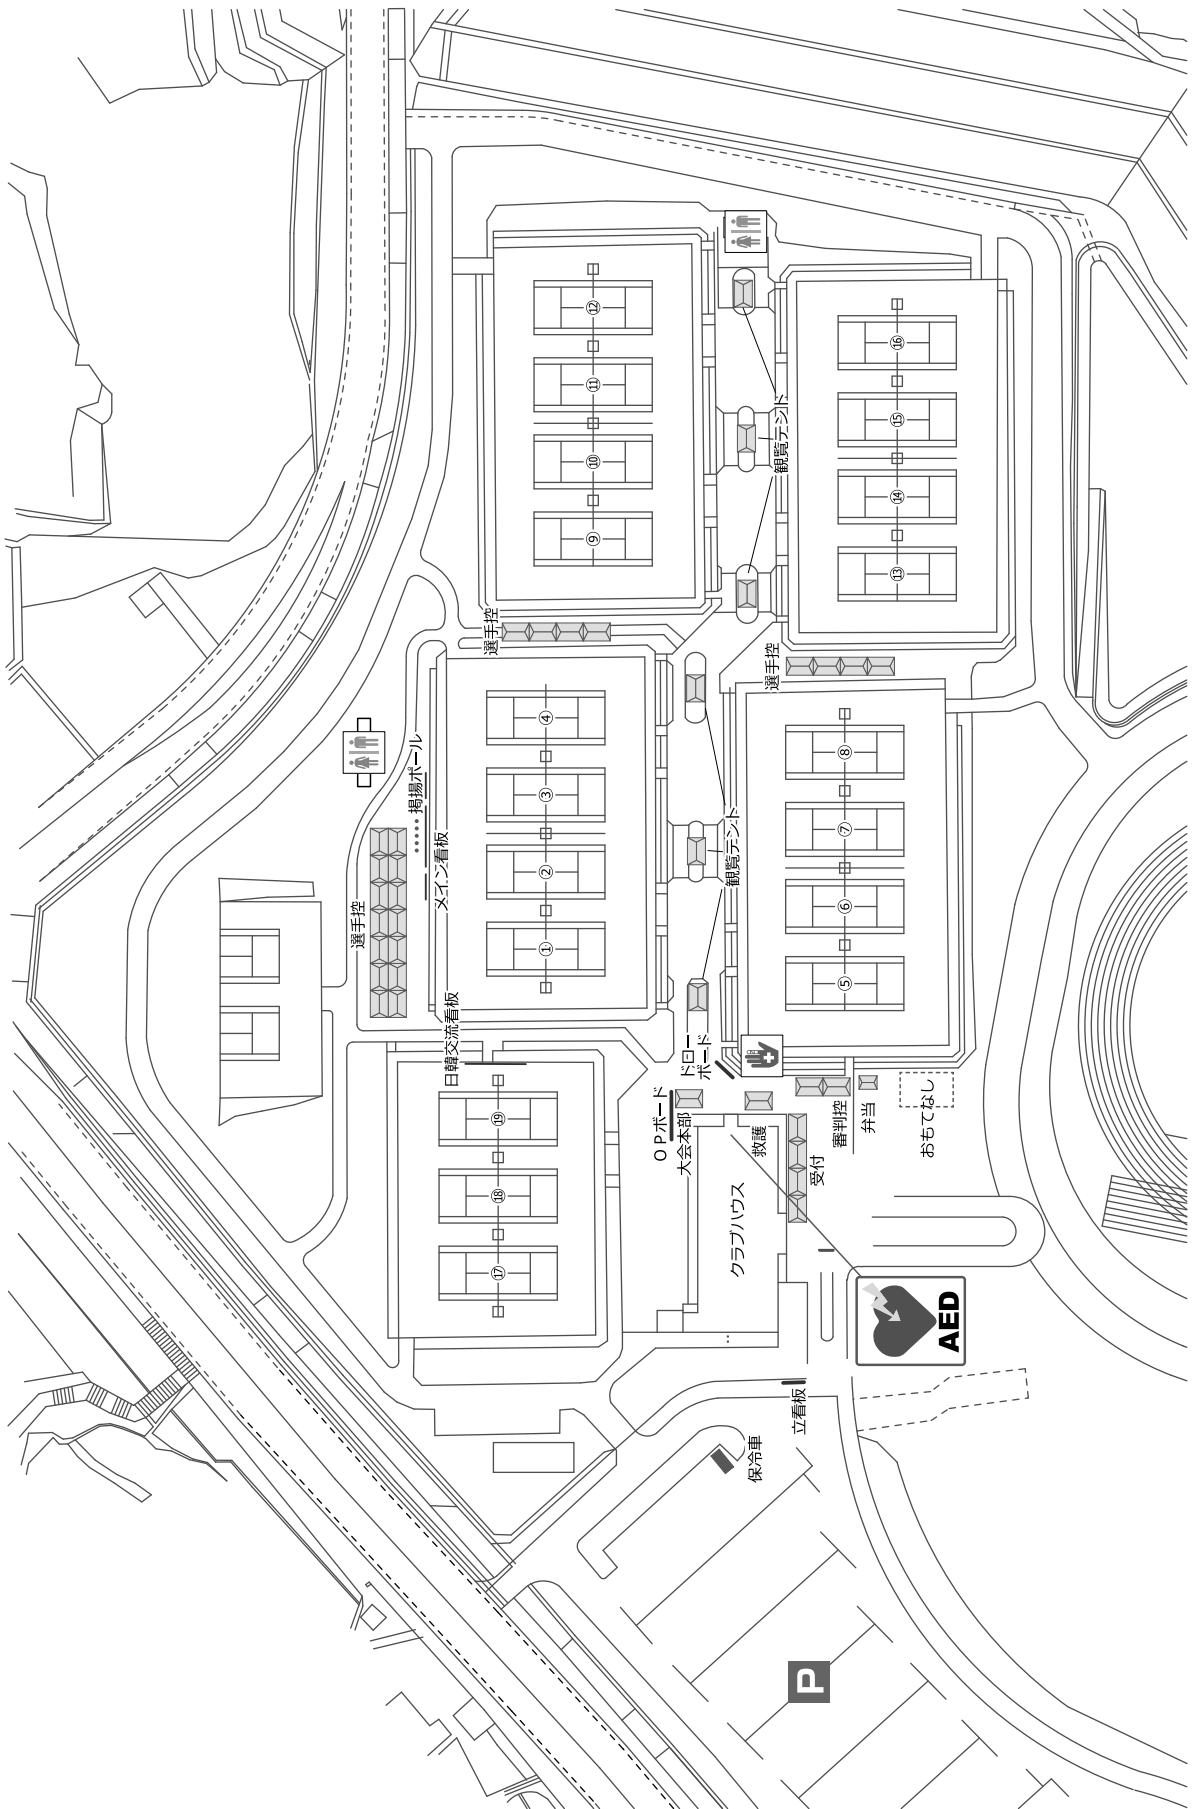 ⑫
⑪
⑩
⑨
⑯
⑮
⑭
⑬
観覧テント
選手控
選手控
④
③
②
①
⑧
⑦
⑥
⑤
観覧テント
掲揚ポール
メイン看板
選手控
日韓交流看板
⑲
⑱
⑰
ドロー
ボード
OPボード
大会本部
救護
受付
審判控
弁当
おもてなし
クラブハウス
AED
立看板
保冷車
P